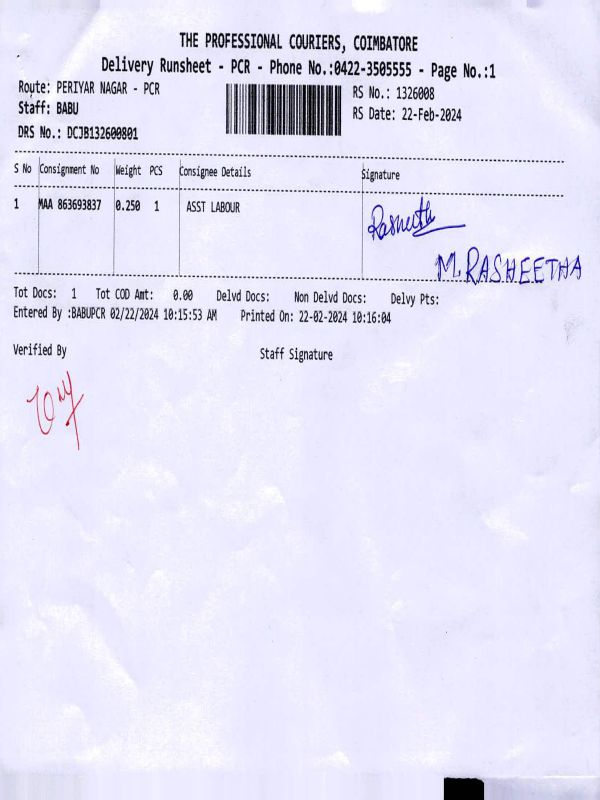 THE PROFESSIONAL COURIERS, COIMBATORE
Delivery Runsheet - PCR - Phone No.:0422-3505555 - Page No.:1
Route: PERIYAR NAGAR - PCR
RS No.: 1326008
Staff: BABU
RS Date: 22-Feb-2024
DRS No.: DCJB132600801
S No Consignment No Weight PCS Consignee Details Signature
1 MAA 863693837 0.250 1 ASST LABOUR
Rasheetha
M. RASHEETHA
Tot Docs: 1 Tot COD Amt: 0.00 Delvd Docs: Non Delvd Docs: Delvy Pts:
Entered By :BABUPCR 02/22/2024 10:15:53 AM Printed On: 22-02-2024 10:16:04
Verified By Staff Signature